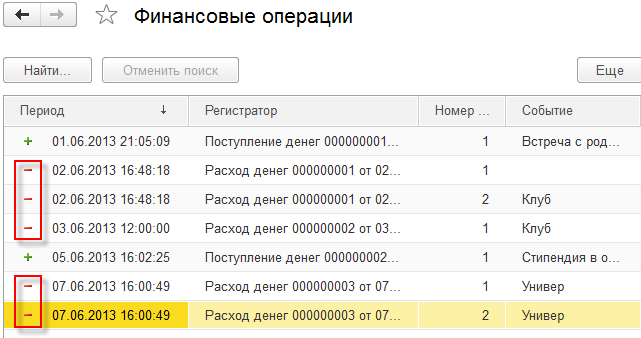 Финансовые операции
Найти... Отменить поиск Еще
Период ↓ Регистратор Номер ... Событие
+ 01.06.2013 21:05:09 Поступление денег 000000001... 1 Встреча с род...
− 02.06.2013 16:48:18 Расход денег 000000001 от 02... 1
− 02.06.2013 16:48:18 Расход денег 000000001 от 02... 2 Клуб
− 03.06.2013 12:00:00 Расход денег 000000002 от 03... 1 Клуб
+ 05.06.2013 16:02:25 Поступление денег 000000002... 1 Стипендия в о...
− 07.06.2013 16:00:49 Расход денег 000000003 от 07... 1 Универ
− 07.06.2013 16:00:49 Расход денег 000000003 от 07... 2 Универ